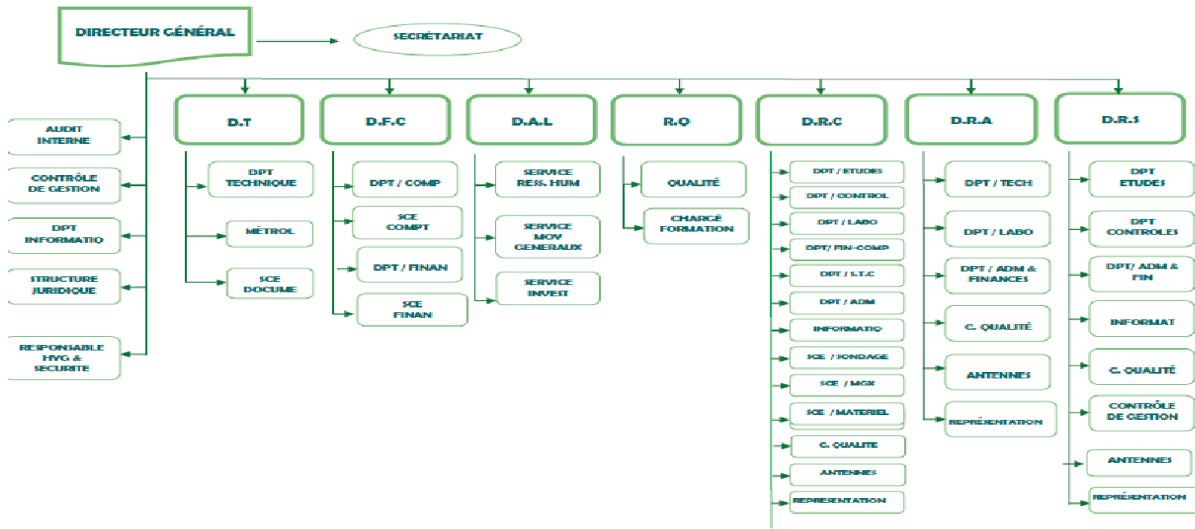 DIRECTEUR GÉNÉRAL
SECRÉTARIAT
AUDIT
INTERNE
CONTRÔLE
DE GESTION
DPT
INFORMATIQ
STRUCTURE
JURIDIQUE
RESPONSABLE
HYG &
SECURITE
D.T
DPT
TECHNIQUE
MÉTROL
SCE
DOCUME
D.F.C
DPT / COMP
SCE
COMPT
DPT / FINAN
SCE
FINAN
D.A.L
SERVICE
RESS. HUM
SERVICE
MOY
GENERAUX
SERVICE
INVEST
R.Q
QUALITÉ
CHARGÉ
FORMATION
D.R.C
DPT / ETUDES
DPT / CONTROL
DPT / LABO
DPT/ FIN-COMP
DPT / S.T.C
DPT / ADM
INFORMATIQ
SCE / SONDAGE
SCE / MGX
SCE / MATERIEL
C. QUALITE
ANTENNES
REPRESENTATION
D.R.A
DPT / TECH
DPT / LABO
DPT / ADM &
FINANCES
C. QUALITÉ
ANTENNES
REPRÉSENTATION
D.R.S
DPT
ETUDES
DPT
CONTROLES
DPT/ ADM &
FIN
INFORMAT
C. QUALITÉ
CONTRÔLE
DE GESTION
ANTENNES
REPRÉSENTATION